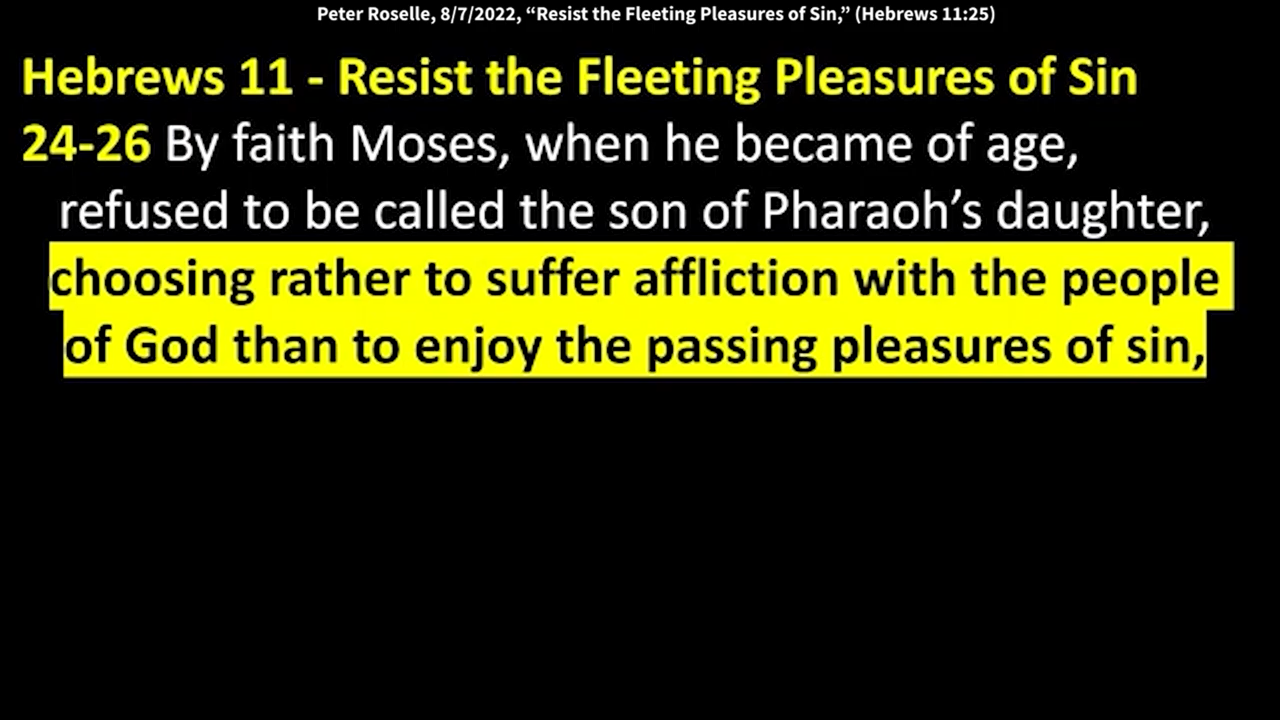 Peter Roselle, 8/7/2022, “Resist the Fleeting Pleasures of Sin,” (Hebrews 11:25)
Hebrews 11 - Resist the Fleeting Pleasures of Sin
24-26 By faith Moses, when he became of age,
refused to be called the son of Pharaoh’s daughter,
choosing rather to suffer affliction with the people
of God than to enjoy the passing pleasures of sin,